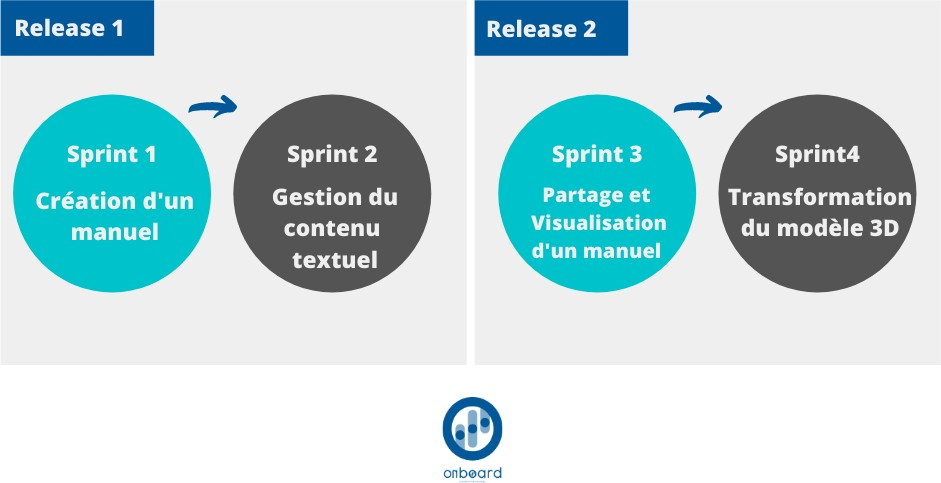 Release 1
Sprint 1
Création d'un
manuel
Sprint 2
Gestion du
contenu
textuel
Release 2
Sprint 3
Partage et
Visualisation
d'un manuel
Sprint4
Transformation
du modèle 3D
onboard